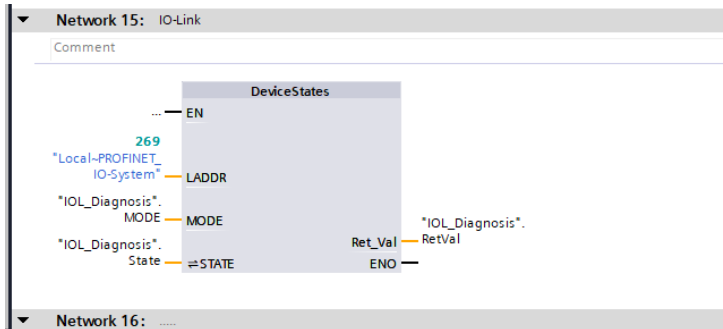 Network 15: IO-Link
Comment
DeviceStates
... EN
269
"Local~PROFINET_
IO-System" LADDR
"IOL_Diagnosis".
MODE MODE
"IOL_Diagnosis".
Ret_Val RetVal
"IOL_Diagnosis".
State ⇌STATE ENO
Network 16: .....